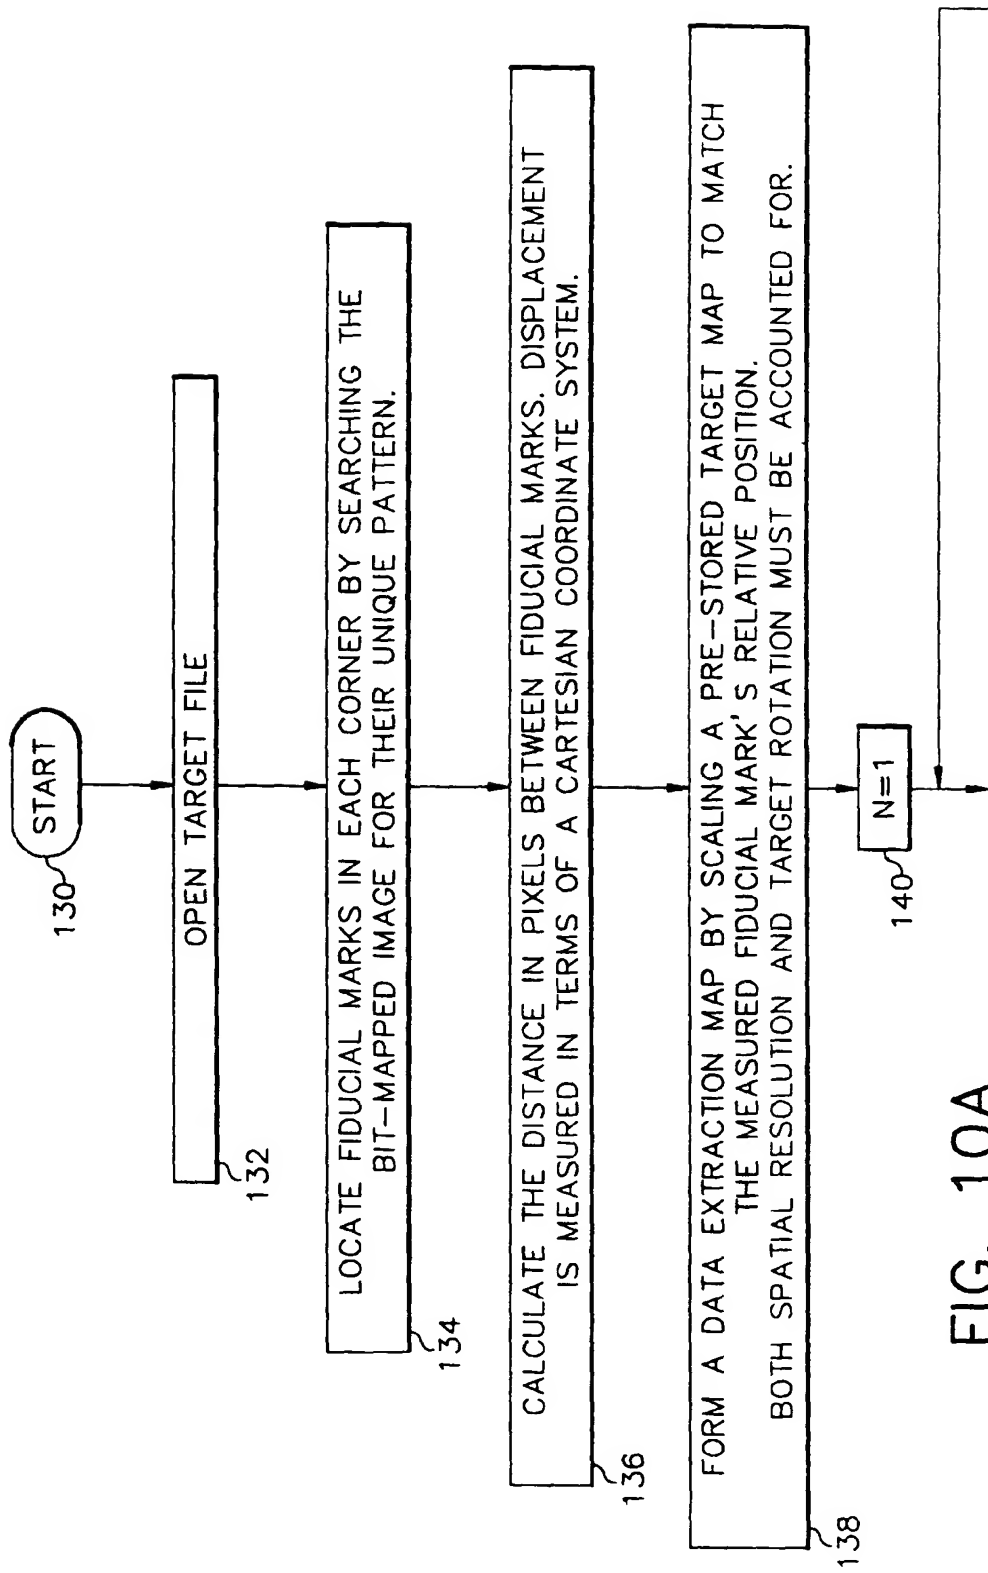 START
130
OPEN TARGET FILE
132
LOCATE FIDUCIAL MARKS IN EACH CORNER BY SEARCHING THE
BIT-MAPPED IMAGE FOR THEIR UNIQUE PATTERN.
134
CALCULATE THE DISTANCE IN PIXELS BETWEEN FIDUCIAL MARKS. DISPLACEMENT
IS MEASURED IN TERMS OF A CARTESIAN COORDINATE SYSTEM.
136
FORM A DATA EXTRACTION MAP BY SCALING A PRE-STORED TARGET MAP TO MATCH
THE MEASURED FIDUCIAL MARK'S RELATIVE POSITION.
BOTH SPATIAL RESOLUTION AND TARGET ROTATION MUST BE ACCOUNTED FOR.
138
N=1
140
FIG. 10A